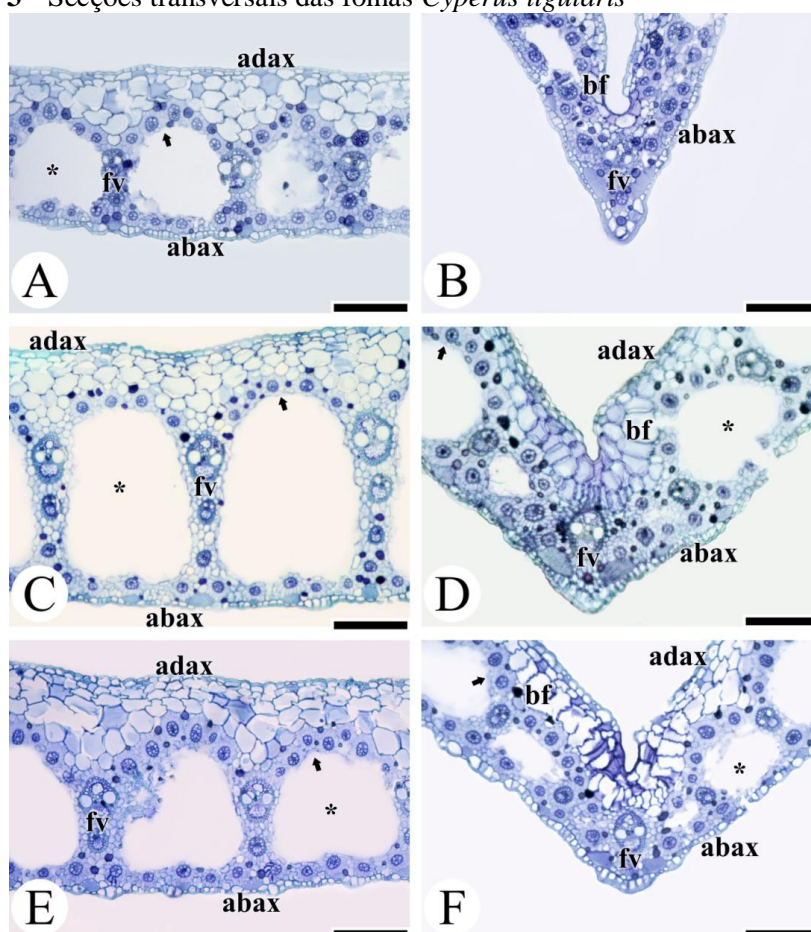 Secções transversais das folhas Cyperus ligularis
adax
bf
abax
fv
*
fv
abax
A
B
adax
adax
bf
*
*
fv
fv
abax
abax
C
D
adax
adax
bf
*
*
fv
fv
abax
abax
E
F